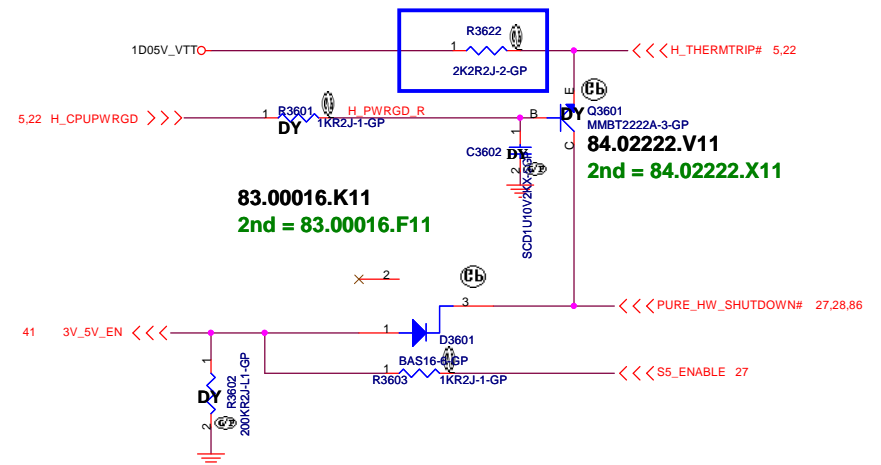 R3622
1D05V_VTT
1
2K2R2J-2-GP
H_THERMTRIP# 5,22
E
Q3601
MMBT2222A-3-GP
DY
B
C
84.02222.V11
2nd = 84.02222.X11
5,22 H_CPUPWRGD
1
R3601
H_PWRGD_R
1KR2J-1-GP
DY
1
C3602
DY
2
83.00016.K11
2nd = 83.00016.F11
2
3
PURE_HW_SHUTDOWN# 27,28,86
41 3V_5V_EN
1
D3601
BAS16-6-GP
1
R3603
1KR2J-1-GP
S5_ENABLE 27
1
DY
R3602
200KR2J-L1-GP
2